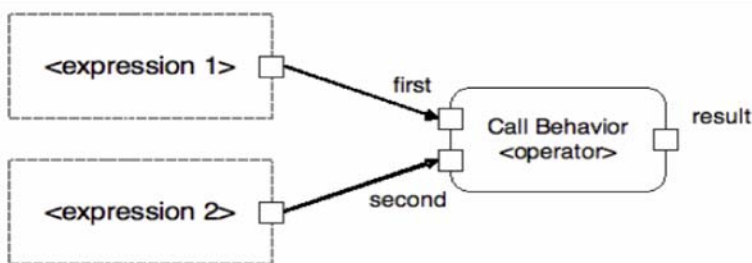 <expression 1>
first
Call Behavior
<operator>
result
<expression 2>
second